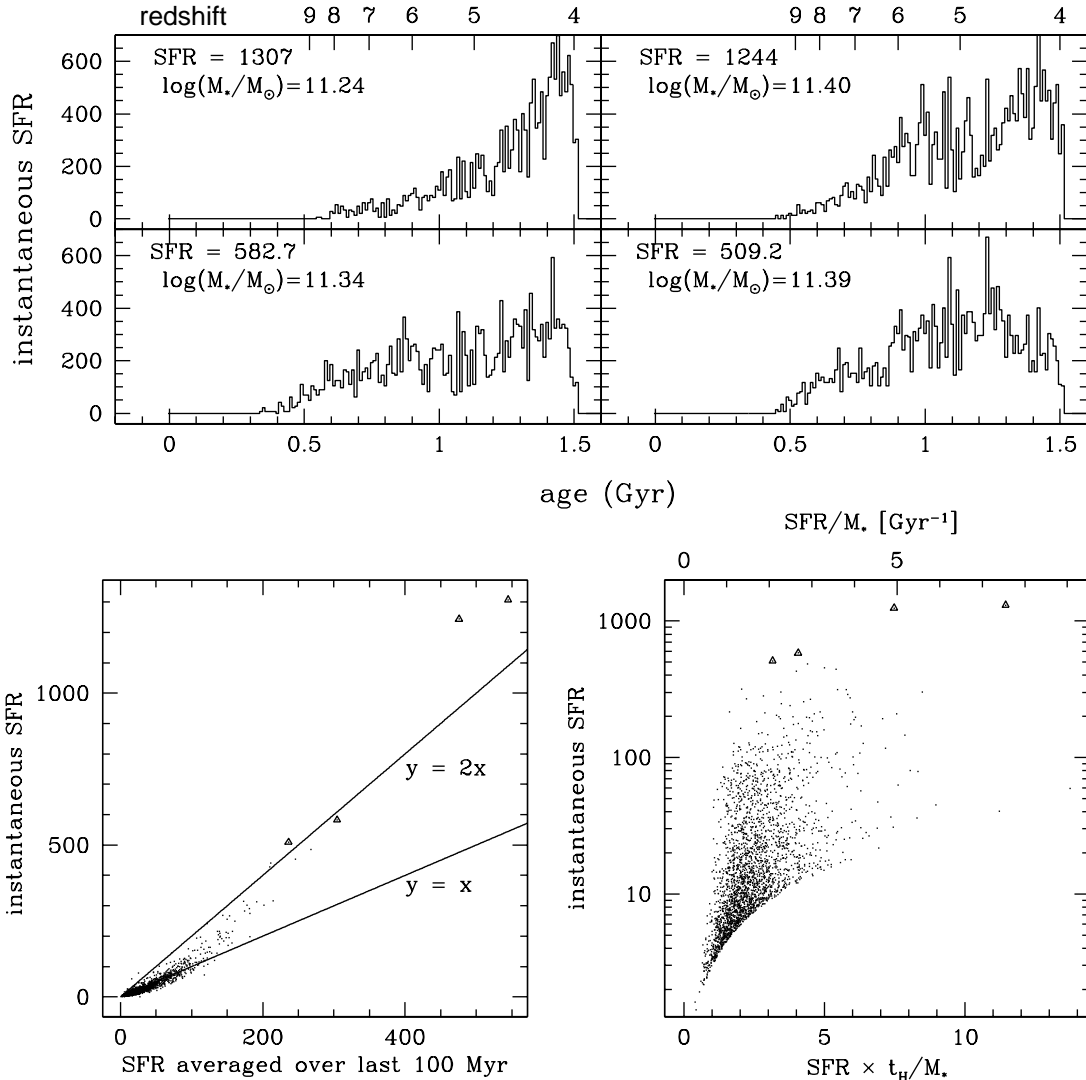 redshift 9 8 7 6 5 4 9 8 7 6 5 4
SFR = 1307
log(M*/M⊙)=11.24
SFR = 1244
log(M*/M⊙)=11.40
600
400
200
0
SFR = 582.7
log(M*/M⊙)=11.34
SFR = 509.2
log(M*/M⊙)=11.39
600
400
200
0
instantaneous SFR
0 0.5 1 1.5 0 0.5 1 1.5
age (Gyr)
1000
500
0
instantaneous SFR
y = 2x
y = x
0 200 400
SFR averaged over last 100 Myr
SFR/M* [Gyr⁻¹]
0 5
1000
100
10
instantaneous SFR
0 5 10
SFR × t_H/M*